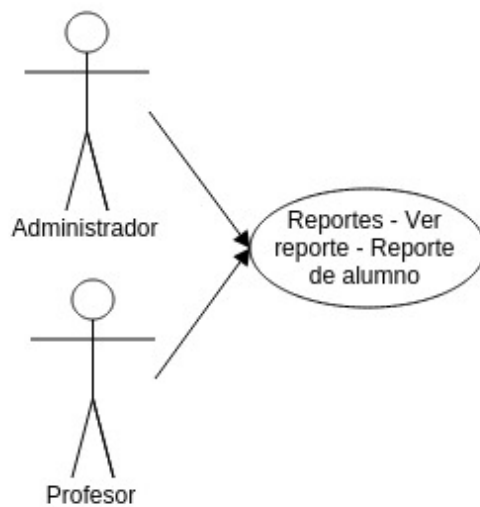 Administrador
Reportes - Ver
reporte - Reporte
de alumno
Profesor